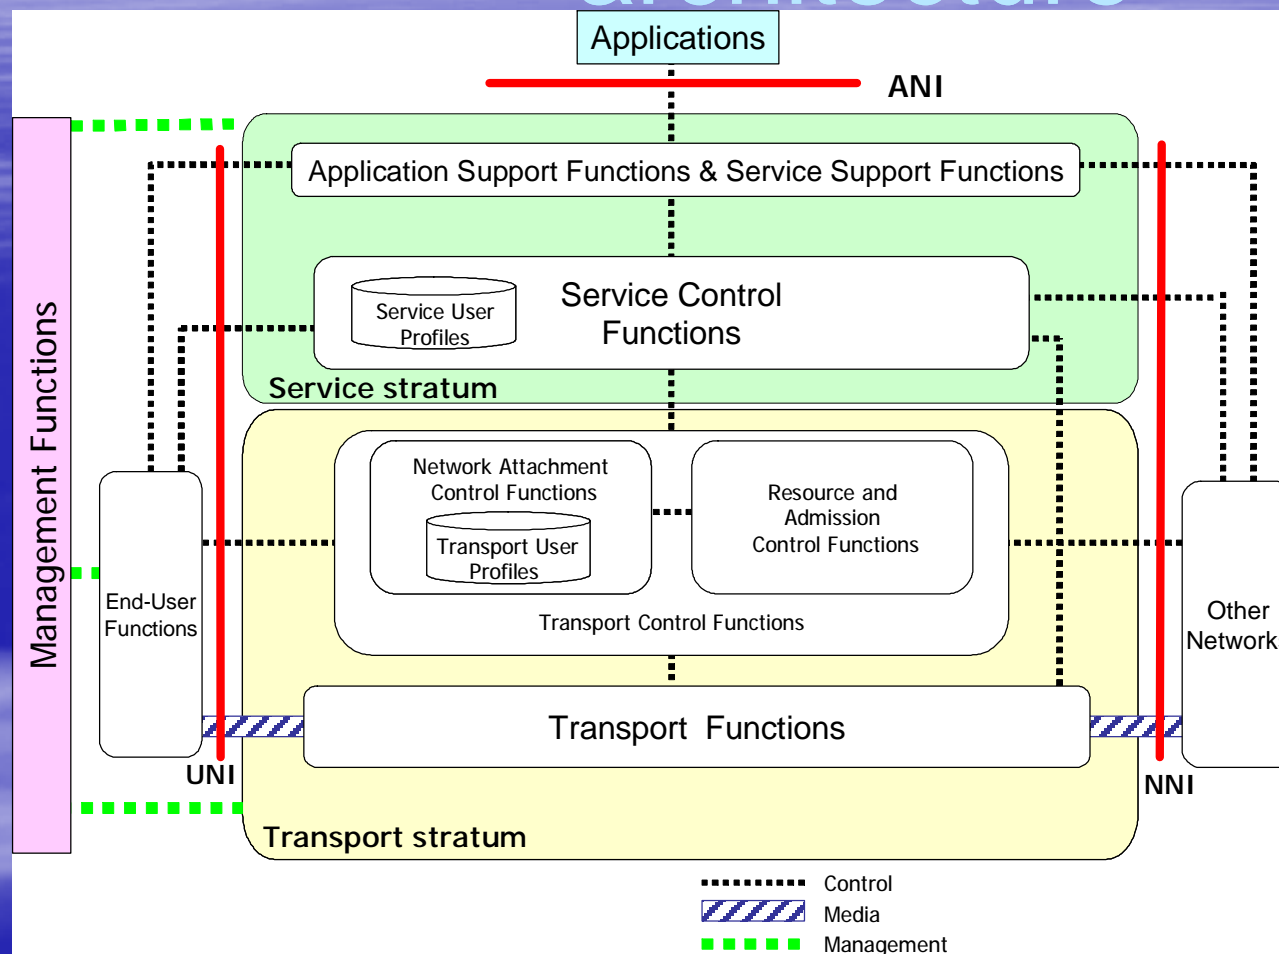 architecture
Applications
ANI
Application Support Functions & Service Support Functions
Service User
Profiles
Service Control
Functions
Service stratum
Management Functions
Network Attachment
Control Functions
Transport User
Profiles
Resource and
Admission
Control Functions
Transport Control Functions
End-User
Functions
Other
Networks
Transport Functions
UNI
NNI
Transport stratum
Control
Media
Management